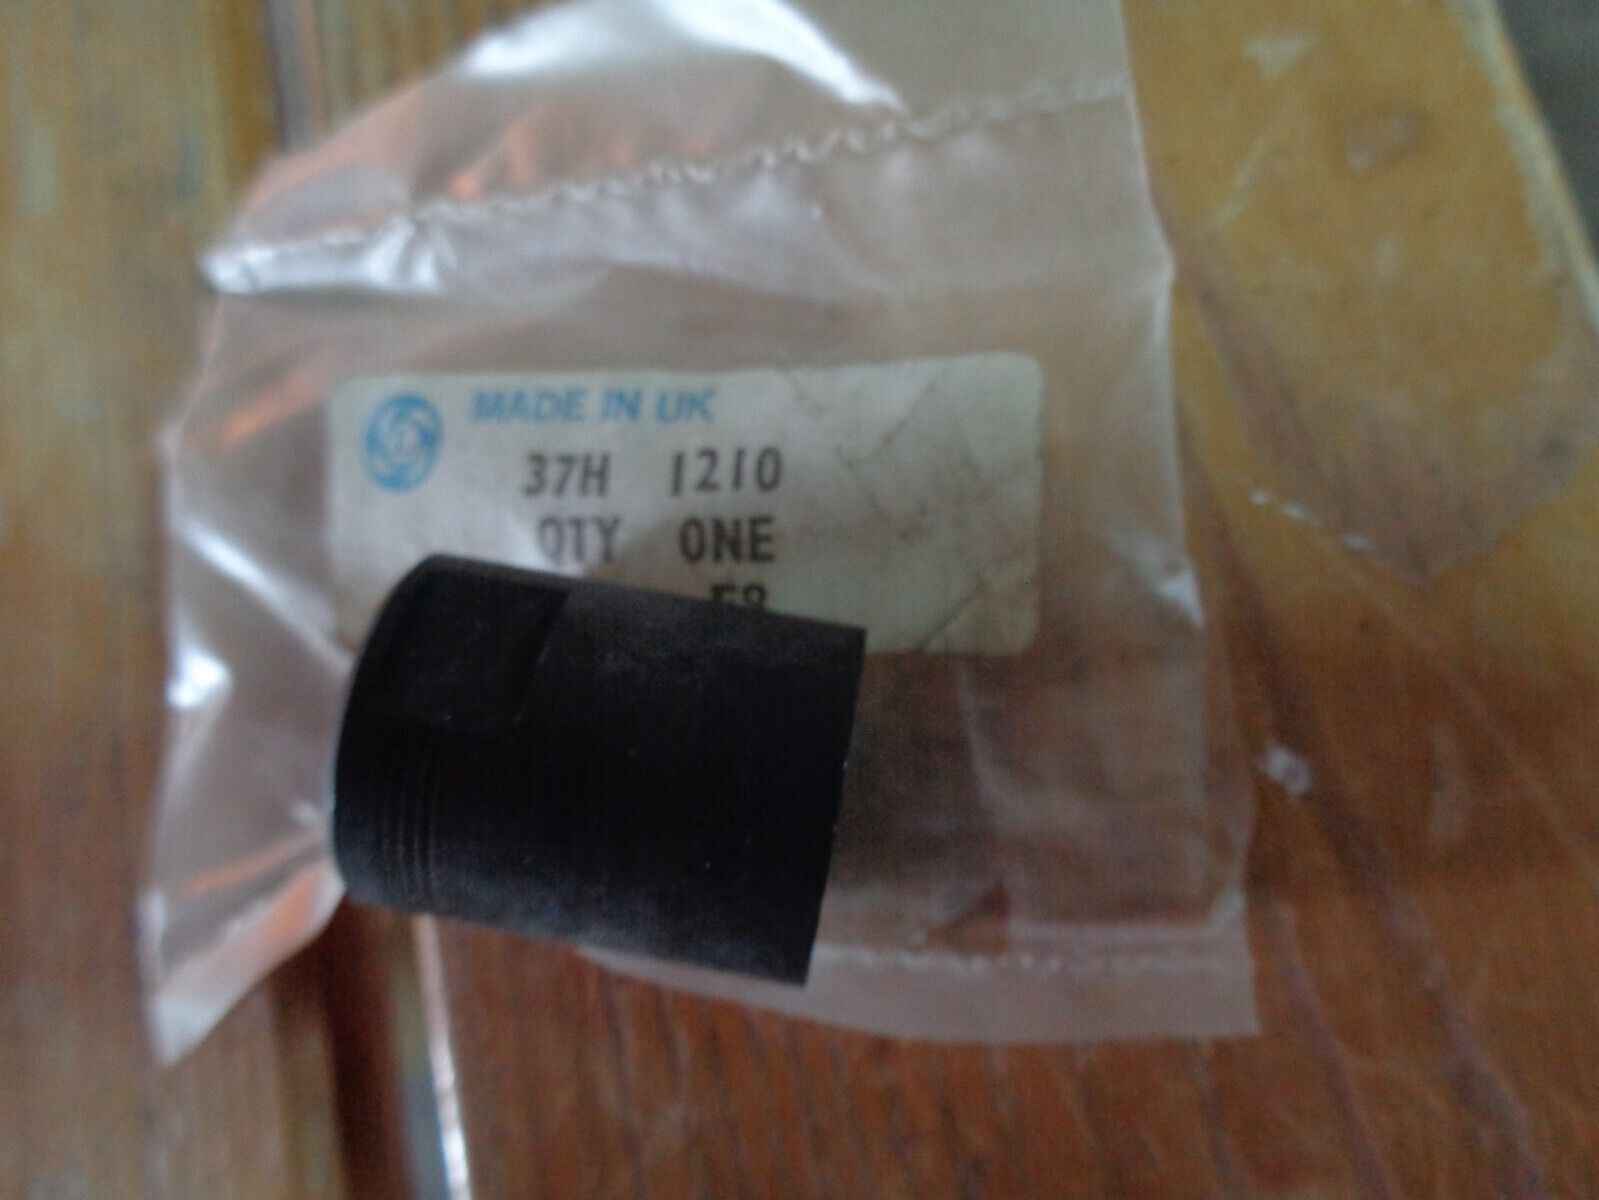 MADE IN UK
37H 1210
QTY ONE